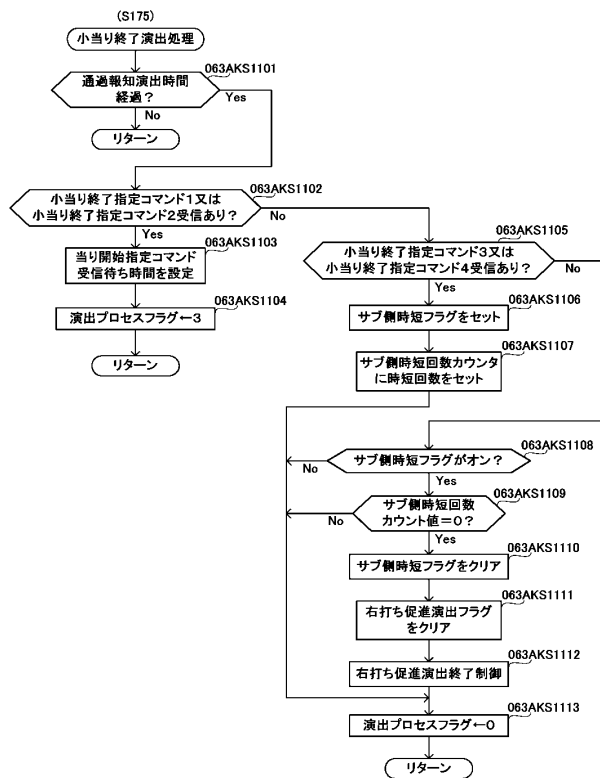 (S175)
小当り終了演出処理
063AKS1101
通過報知演出時間
経過？
Yes
No
リターン
063AKS1102
小当り終了指定コマンド1又は
小当り終了指定コマンド2受信あり？
No
Yes
063AKS1103
当り開始指定コマンド
受信待ち時間を設定
063AKS1104
演出プロセスフラグ←3
リターン
063AKS1105
小当り終了指定コマンド3又は
小当り終了指定コマンド4受信あり？
No
Yes
063AKS1106
サブ側時短フラグをセット
063AKS1107
サブ側時短回数カウンタ
に時短回数をセット
063AKS1108
サブ側時短フラグがオン？
No
Yes
063AKS1109
サブ側時短回数
カウント値＝0？
No
Yes
063AKS1110
サブ側時短フラグをクリア
063AKS1111
右打ち促進演出フラグ
をクリア
063AKS1112
右打ち促進演出終了制御
063AKS1113
演出プロセスフラグ←0
リターン